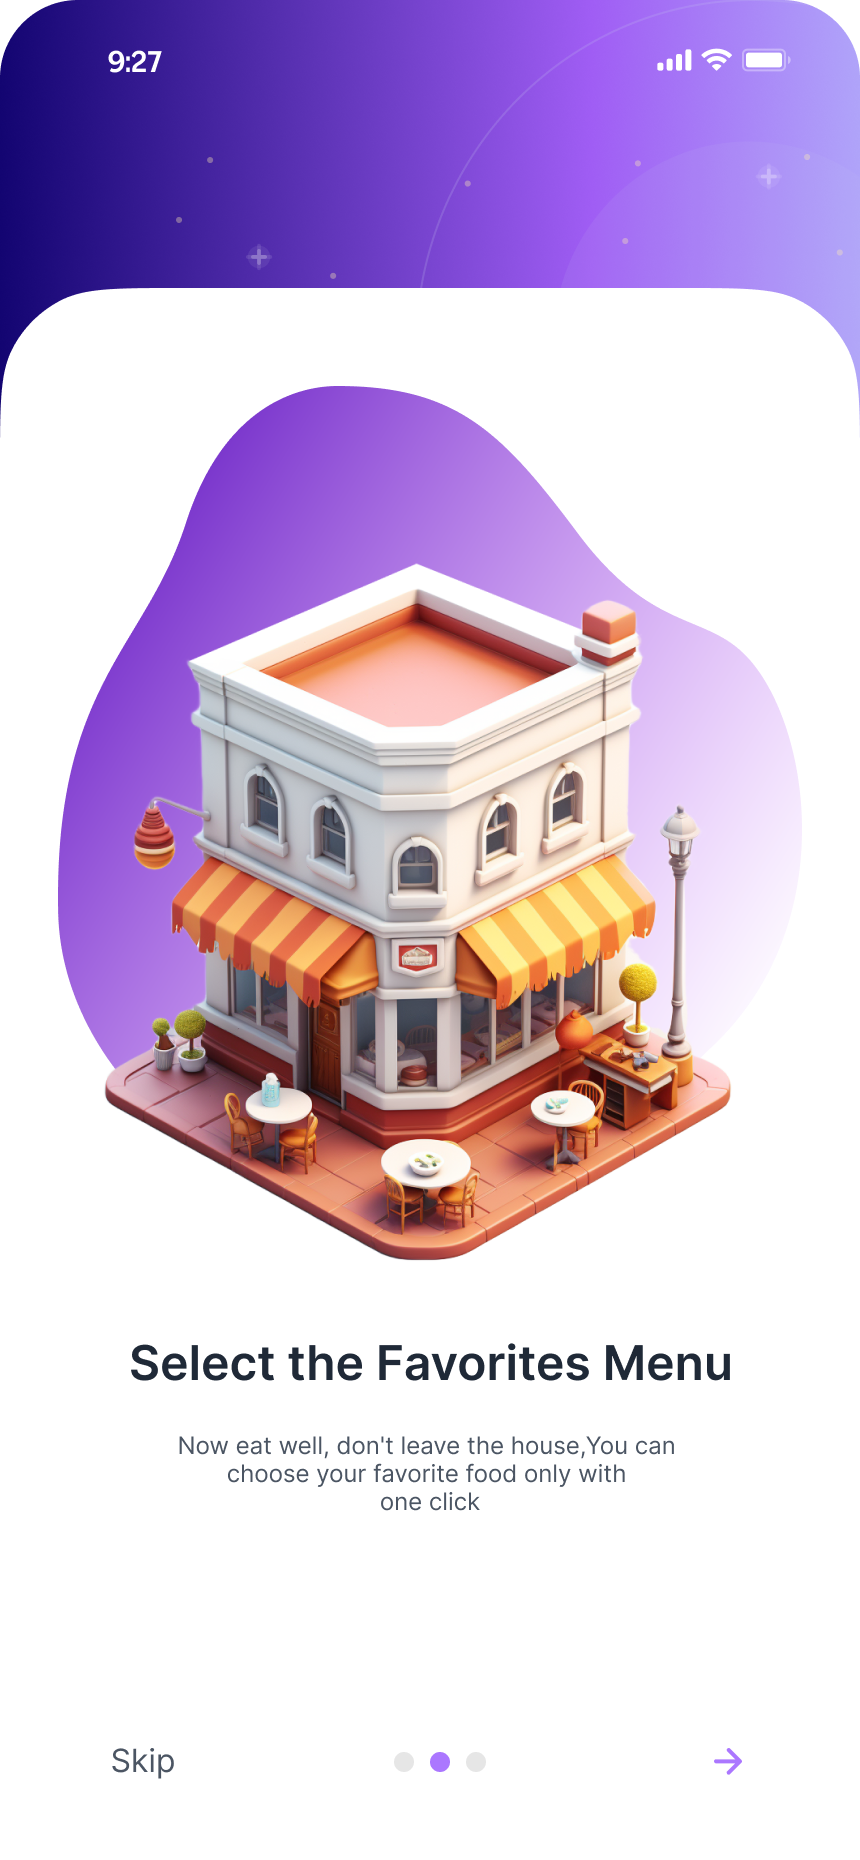 9:27
Select the Favorites Menu
Now eat well, don't leave the house,You can
choose your favorite food only with
one click
Skip